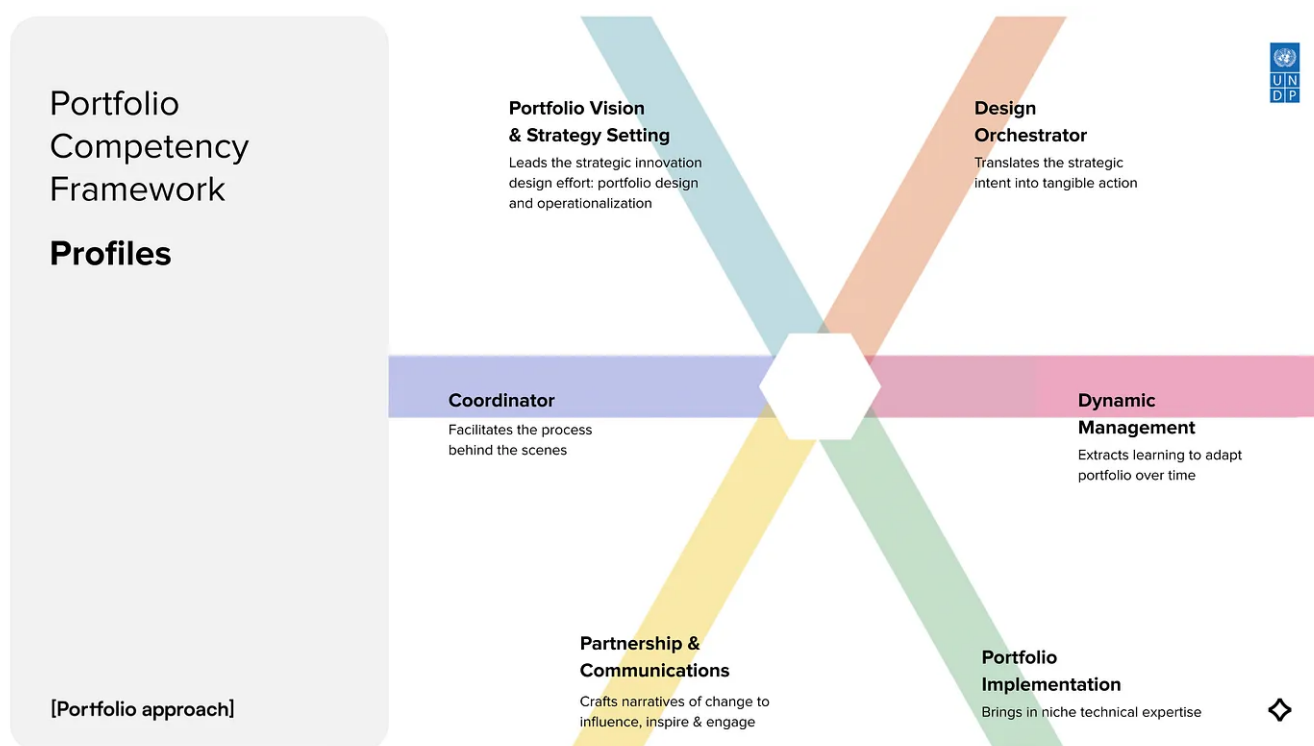 Portfolio
Competency
Framework
Profiles
[Portfolio approach]
Portfolio Vision
& Strategy Setting
Leads the strategic innovation
design effort: portfolio design
and operationalization
Design
Orchestrator
Translates the strategic
intent into tangible action
Coordinator
Facilitates the process
behind the scenes
Dynamic
Management
Extracts learning to adapt
portfolio over time
Partnership &
Communications
Crafts narratives of change to
influence, inspire & engage
Portfolio
Implementation
Brings in niche technical expertise
U N
D P